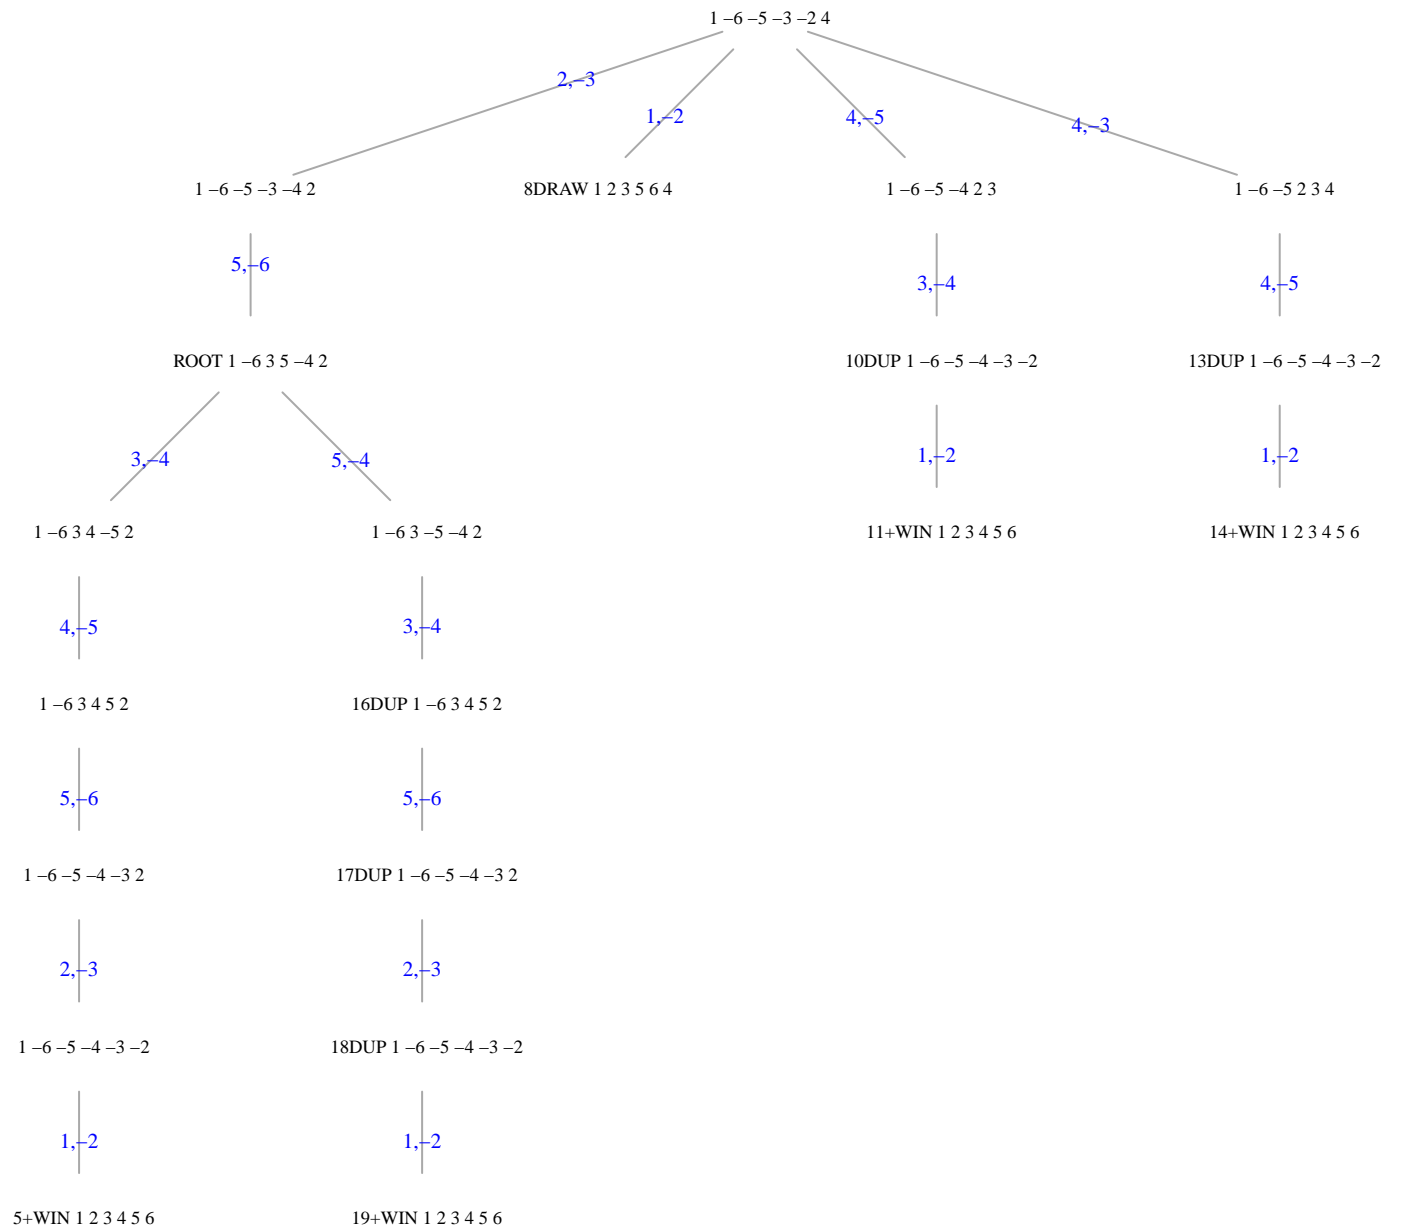 1 –6 –5 –3 –2 4
2,–3
1,–2
4,–5
4,–3
1 –6 –5 –3 –4 2
8DRAW 1 2 3 5 6 4
1 –6 –5 –4 2 3
1 –6 –5 2 3 4
5,–6
3,–4
4,–5
ROOT 1 –6 3 5 –4 2
10DUP 1 –6 –5 –4 –3 –2
13DUP 1 –6 –5 –4 –3 –2
3,–4
5,–4
1,–2
1,–2
1 –6 3 4 –5 2
1 –6 3 –5 –4 2
11+WIN 1 2 3 4 5 6
14+WIN 1 2 3 4 5 6
4,–5
3,–4
1 –6 3 4 5 2
16DUP 1 –6 3 4 5 2
5,–6
5,–6
1 –6 –5 –4 –3 2
17DUP 1 –6 –5 –4 –3 2
2,–3
2,–3
1 –6 –5 –4 –3 –2
18DUP 1 –6 –5 –4 –3 –2
1,–2
1,–2
5+WIN 1 2 3 4 5 6
19+WIN 1 2 3 4 5 6